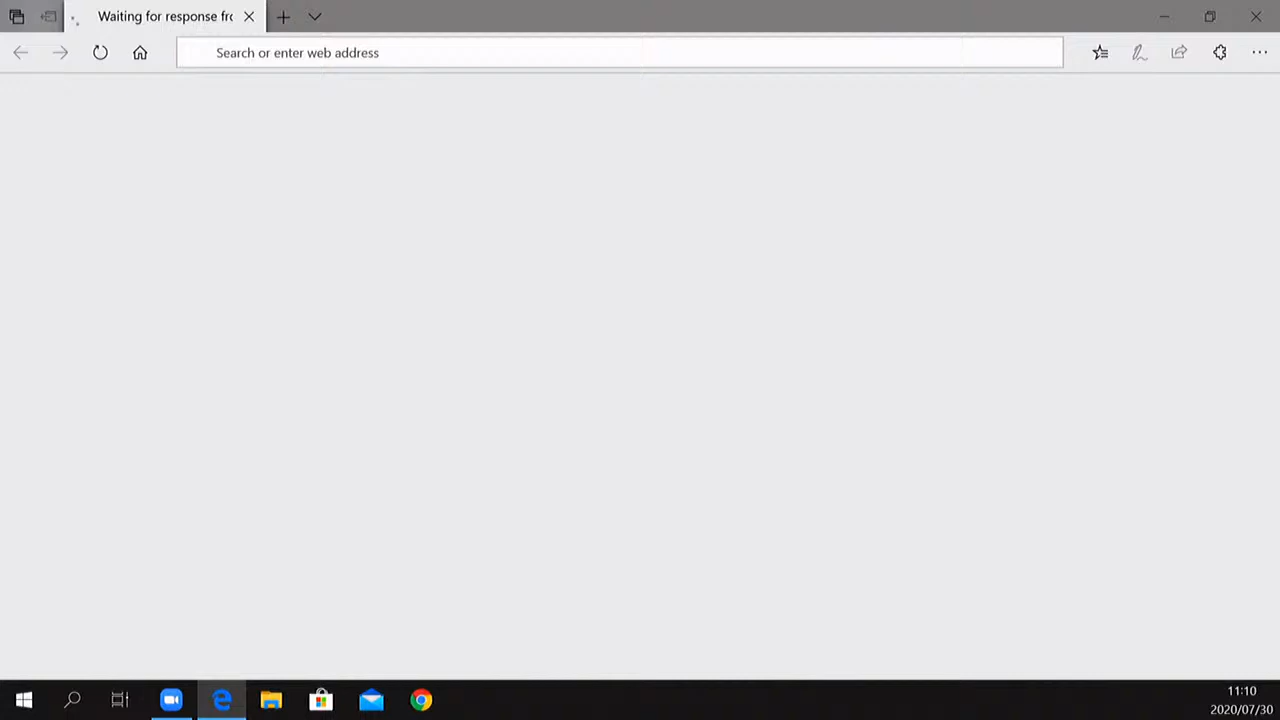 Waiting for response fro
Search or enter web address
11:10
2020/07/30